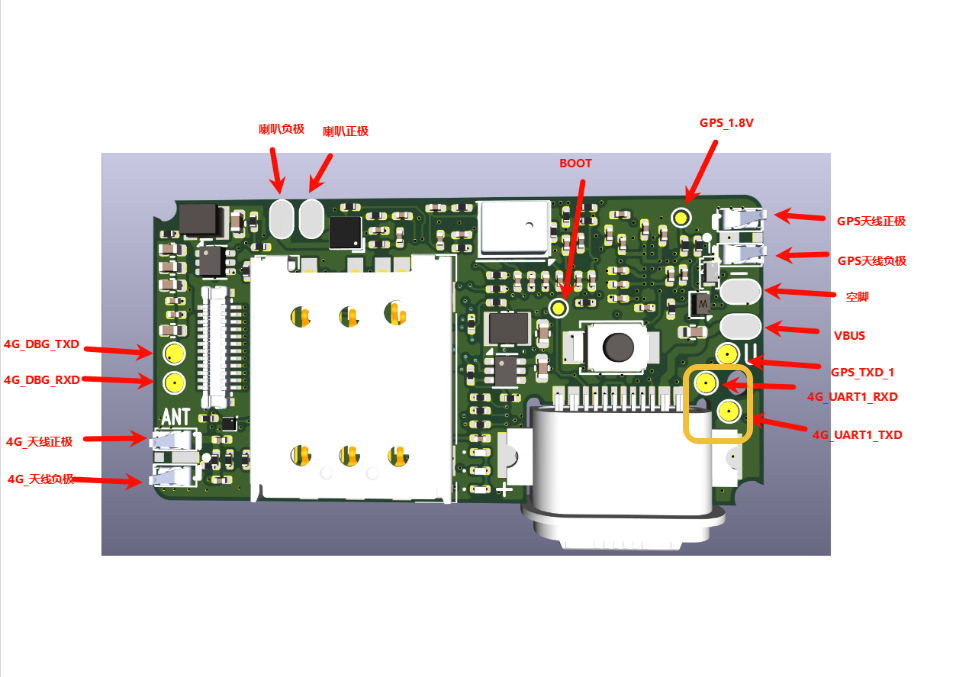 GPS_1.8V
喇叭负极
喇叭正极
BOOT
GPS天线正极
GPS天线负极
空脚
W
VBUS
4G_DBG_TXD
GPS_TXD_1
4G_DBG_RXD
4G_UART1_RXD
ANT
4G_UART1_TXD
4G_天线正极
4G_天线负极
+